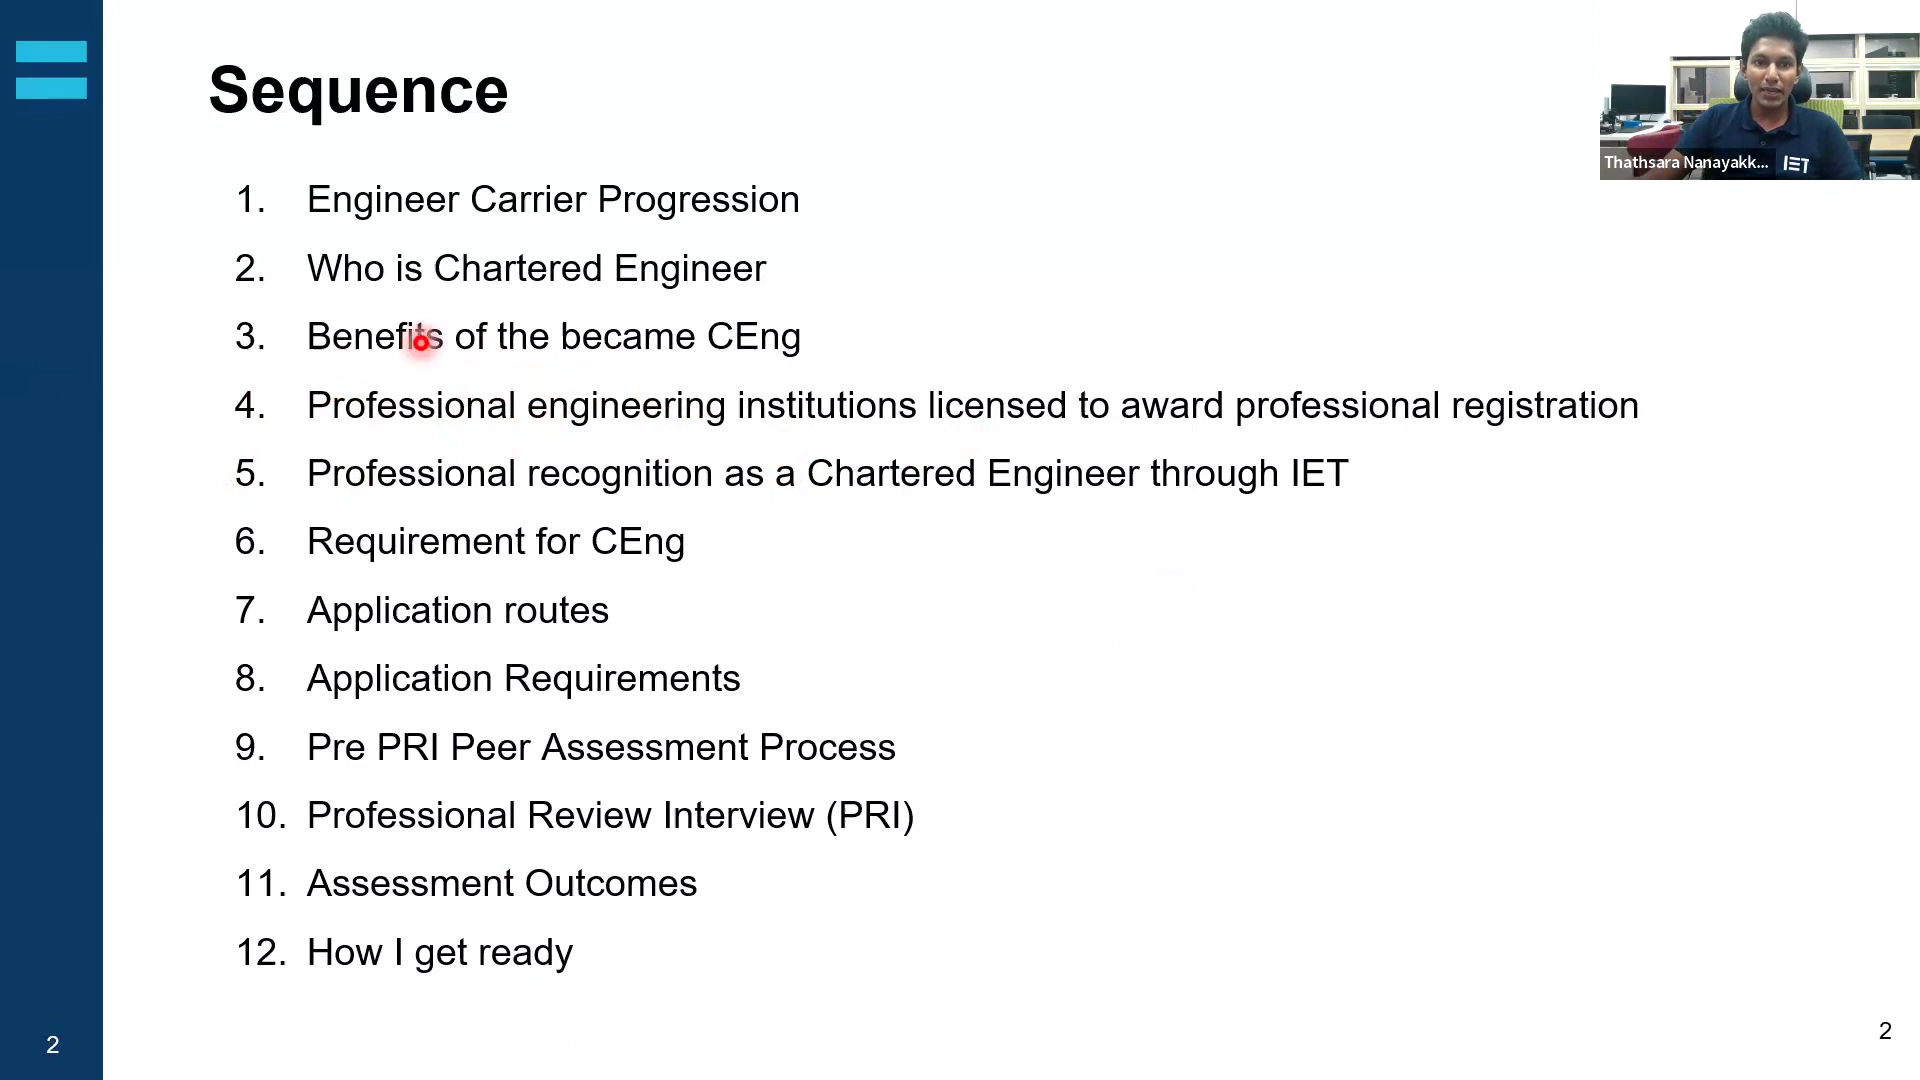 Sequence
1. Engineer Carrier Progression
2. Who is Chartered Engineer
3. Benefits of the became CEng
4. Professional engineering institutions licensed to award professional registration
5. Professional recognition as a Chartered Engineer through IET
6. Requirement for CEng
7. Application routes
8. Application Requirements
9. Pre PRI Peer Assessment Process
10. Professional Review Interview (PRI)
11. Assessment Outcomes
12. How I get ready
Thathsara Nanayakk...
IET
2
2